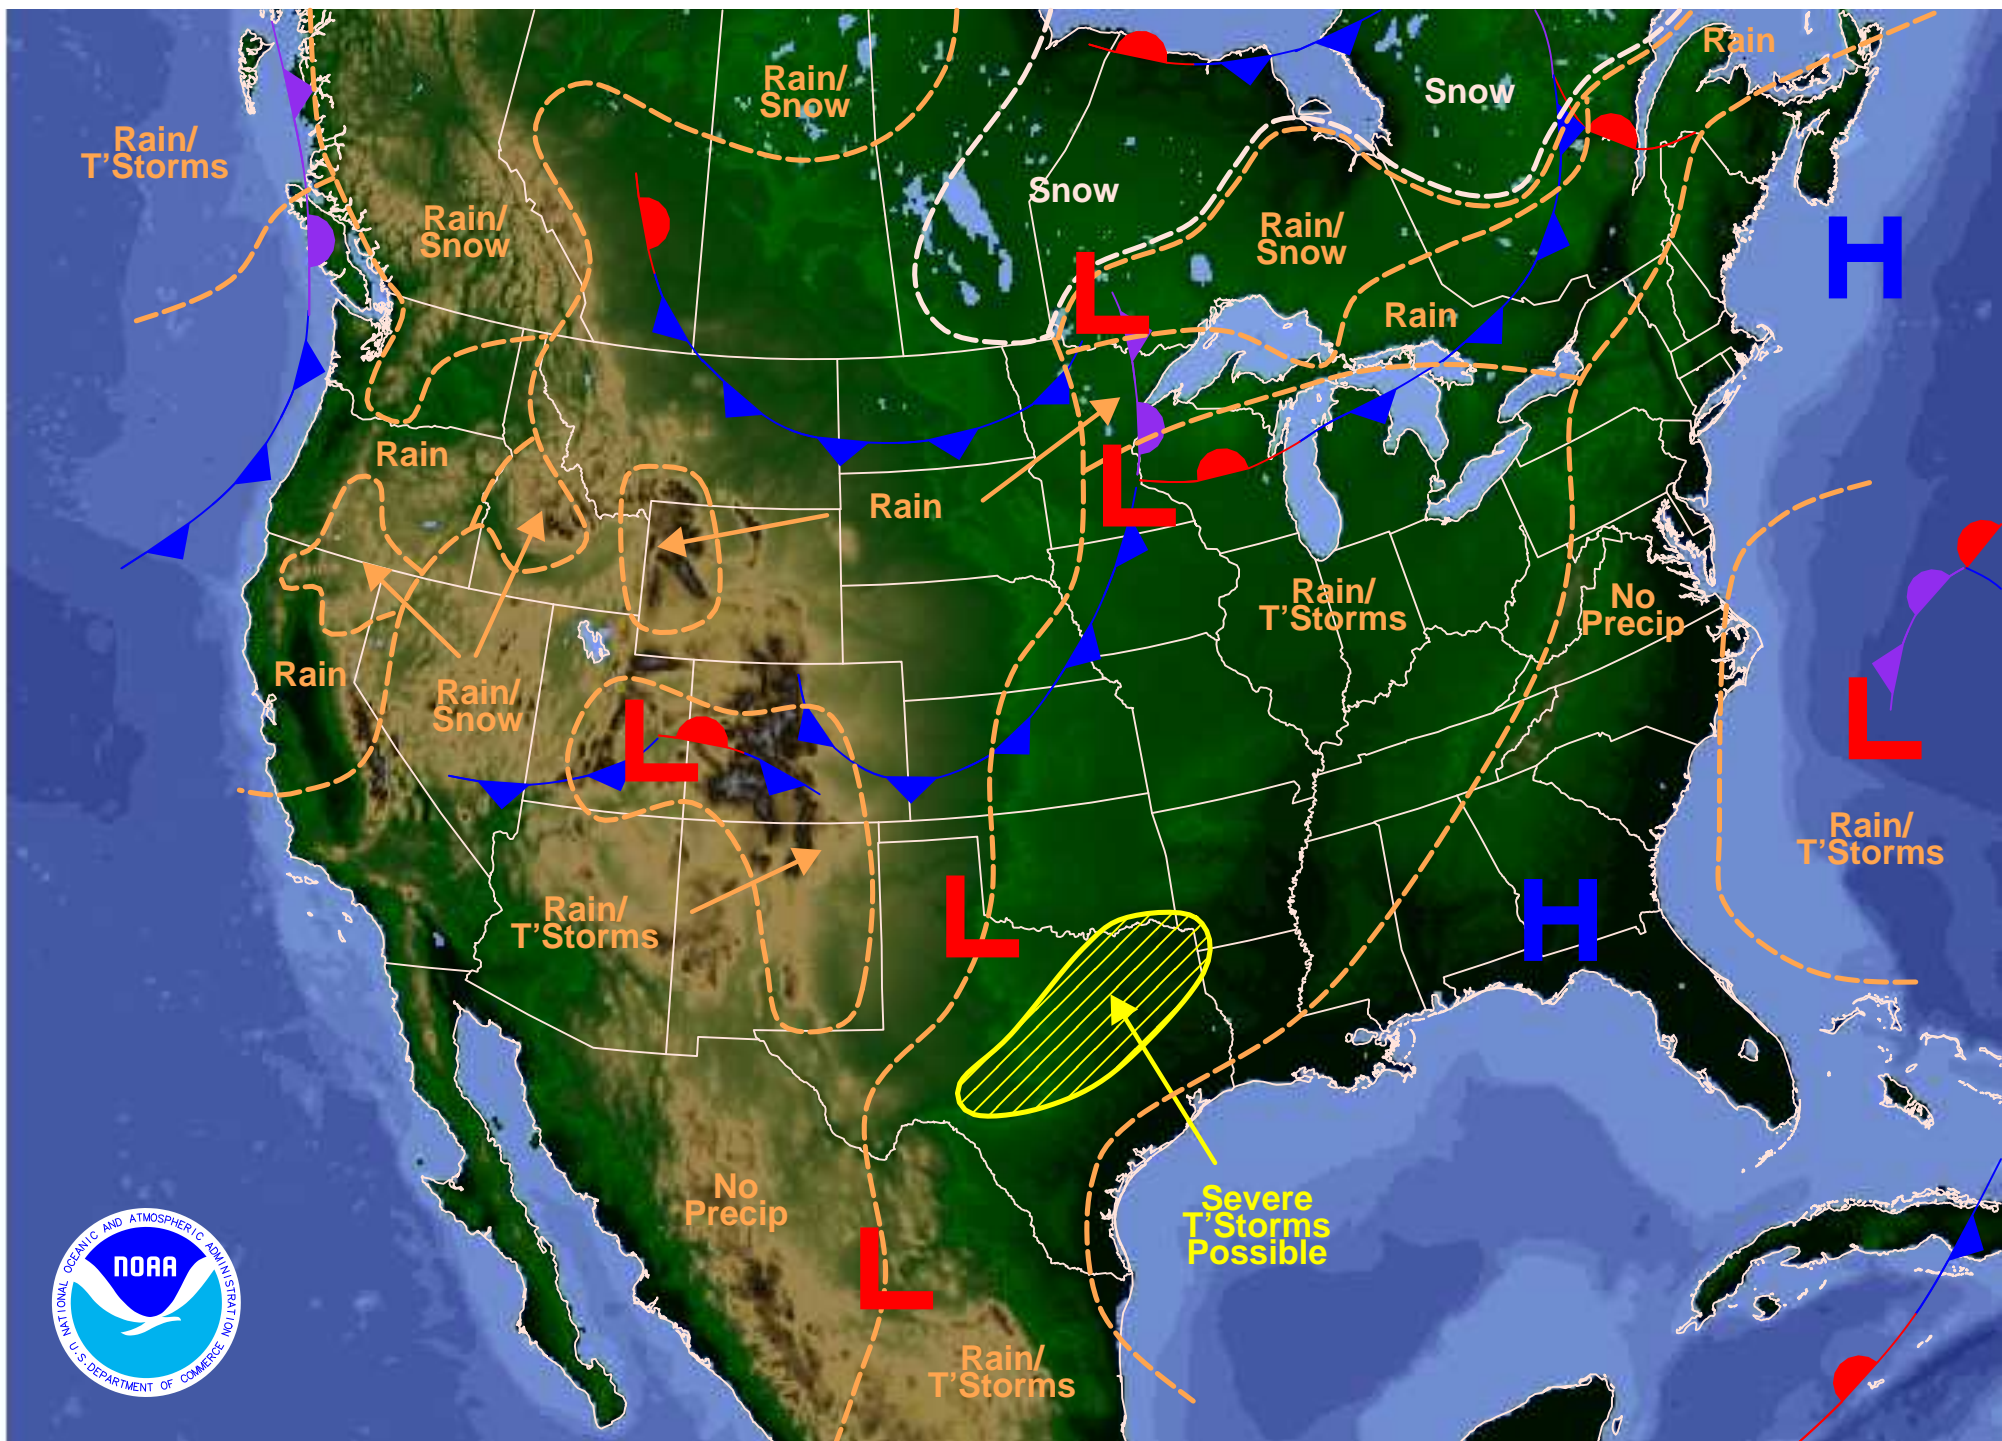 Rain
Rain/
Snow
Snow
Rain/
T'Storms
Snow
Rain/
Snow
Rain/
Snow
H
L
Rain
Rain
L
Rain
Rain/
T'Storms
No
Precip
Rain
Rain/
Snow
L
L
Rain/
T'Storms
L
H
Rain/
T'Storms
No
Precip
Severe
T'Storms
Possible
L
Rain/
T'Storms
NATIONAL OCEANIC AND ATMOSPHERIC ADMINISTRATION
NOAA
U.S. DEPARTMENT OF COMMERCE